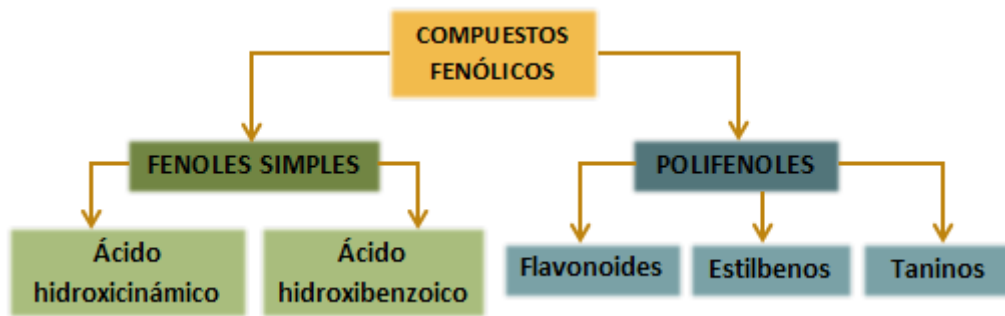 COMPUESTOS
FENÓLICOS
FENOLES SIMPLES
POLIFENOLES
Ácido
hidroxicinámico
Ácido
hidroxibenzoico
Flavonoides
Estilbenos
Taninos